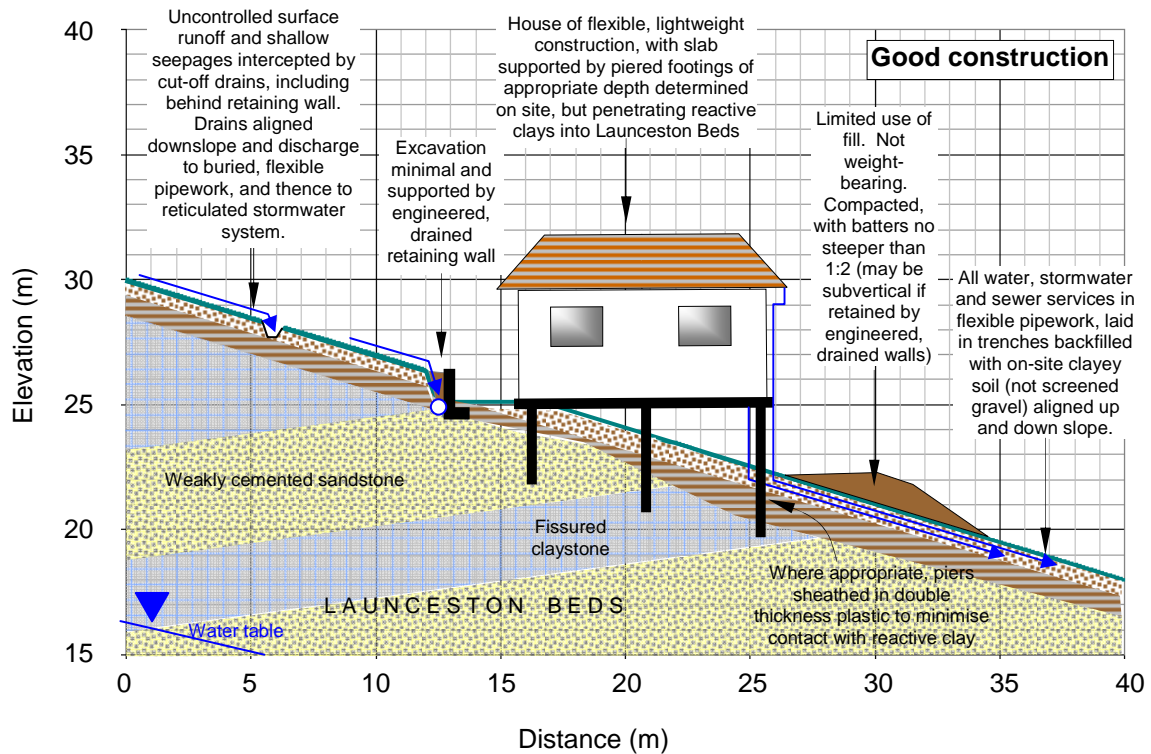 Good construction
Uncontrolled surface
runoff and shallow
seepages intercepted by
cut-off drains, including
behind retaining wall.
Drains aligned
downslope and discharge
to buried, flexible
pipework, and thence to
reticulated stormwater
system.
Excavation
minimal and
supported by
engineered,
drained
retaining wall
House of flexible, lightweight
construction, with slab
supported by piered footings of
appropriate depth determined
on site, but penetrating reactive
clays into Launceston Beds
Limited use of
fill. Not
weight-
bearing.
Compacted,
with batters no
steeper than
1:2 (may be
subvertical if
retained by
engineered,
drained walls)
All water, stormwater
and sewer services in
flexible pipework, laid
in trenches backfilled
with on-site clayey
soil (not screened
gravel) aligned up
and down slope.
Weakly cemented sandstone
Fissured
claystone
LAUNCESTON BEDS
Water table
Where appropriate, piers
sheathed in double
thickness plastic to minimise
contact with reactive clay
Elevation (m)
40
35
30
25
20
15
0 5 10 15 20 25 30 35 40
Distance (m)